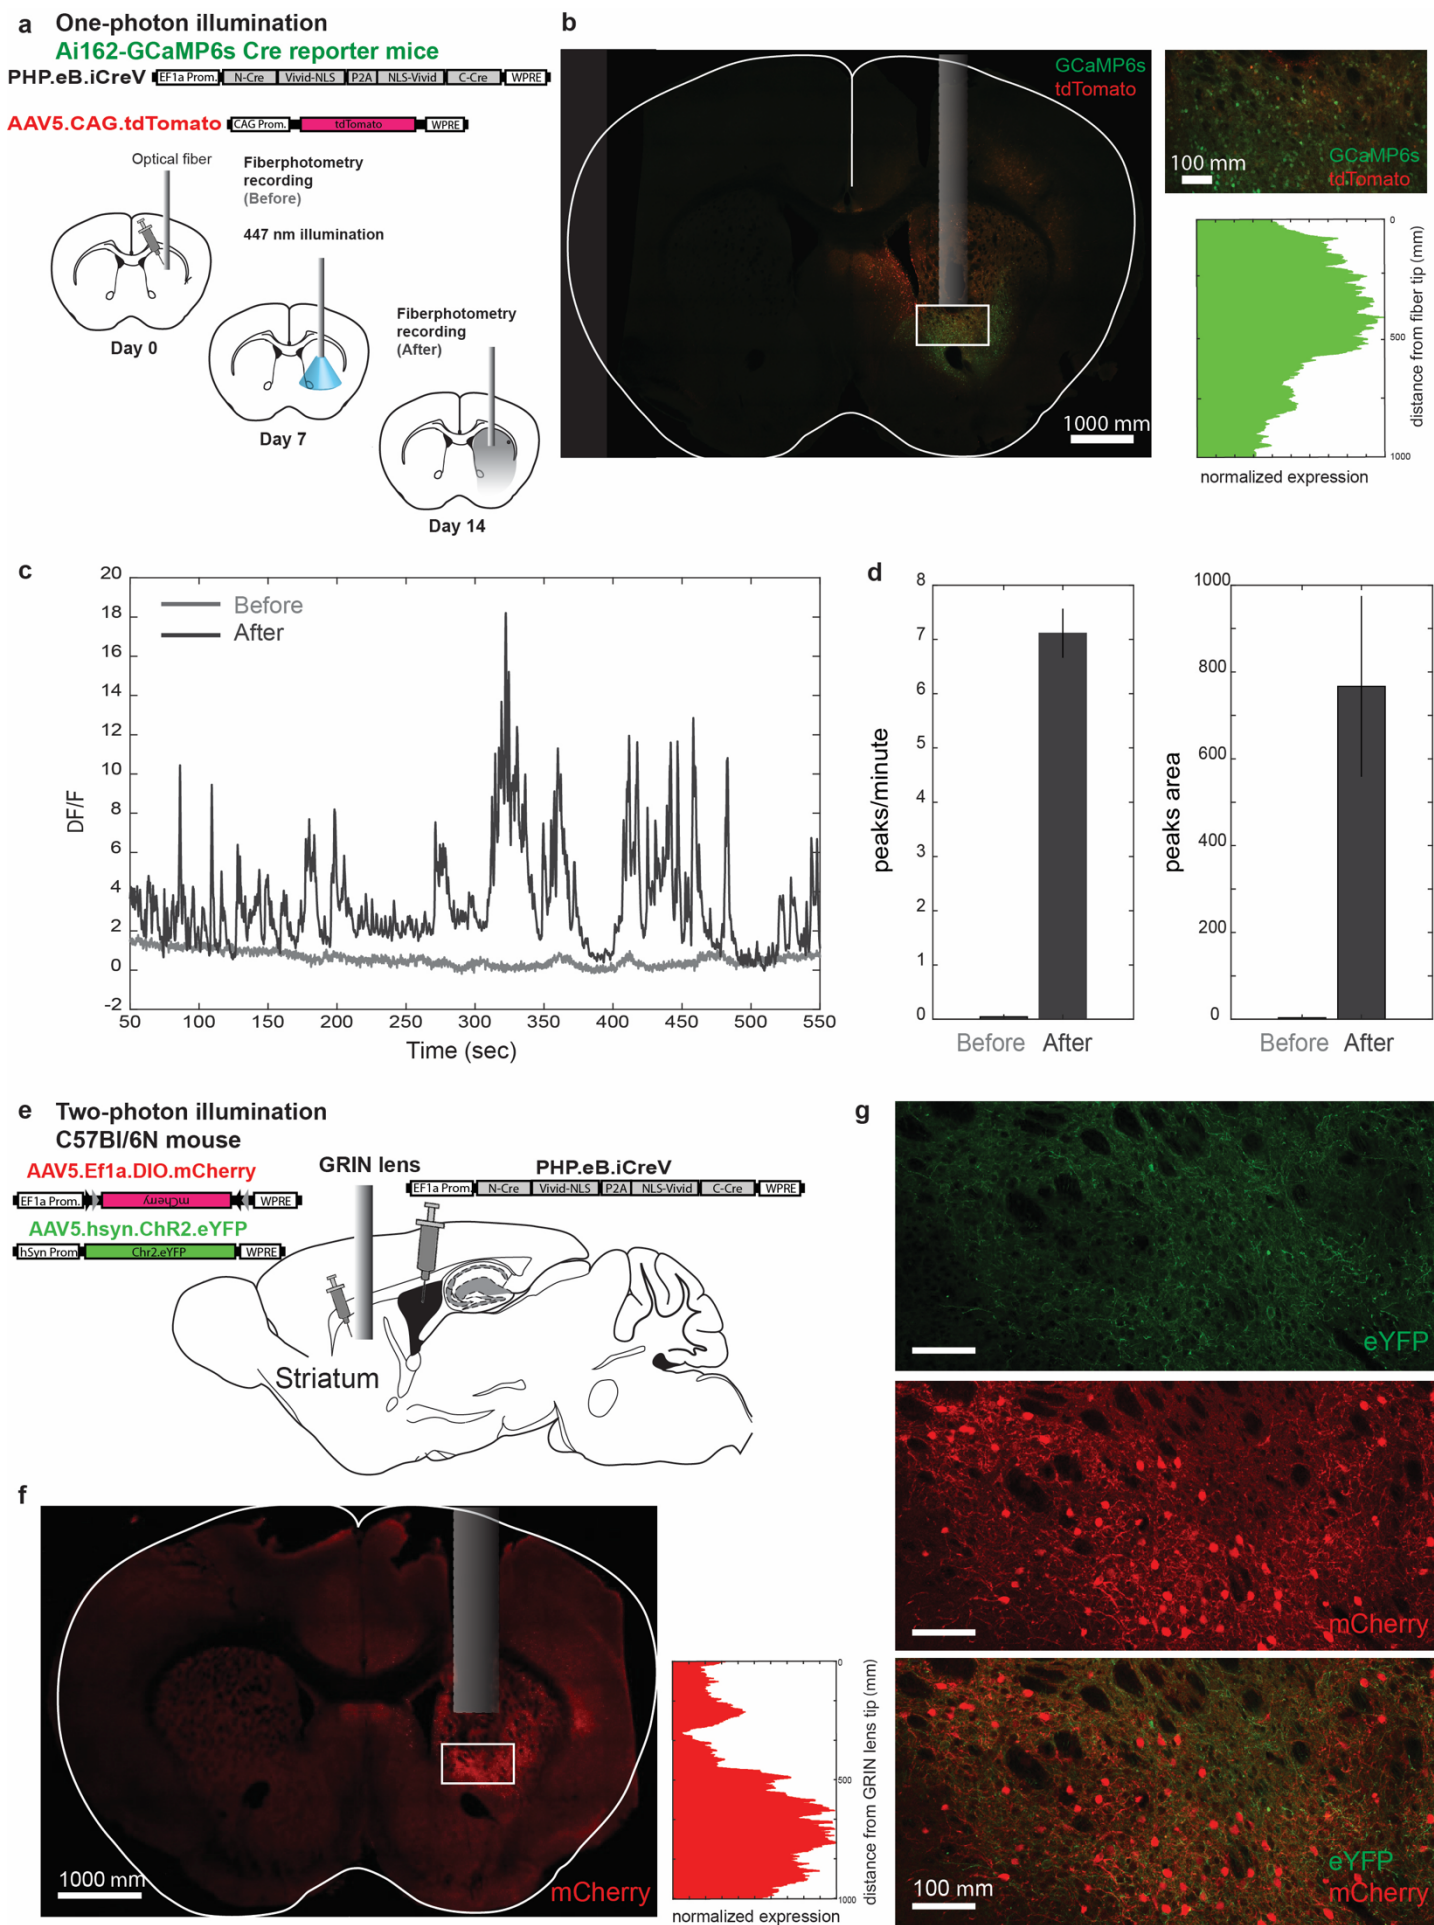 a One-photon illumination
Ai162-GCaMP6s Cre reporter mice
PHP.eB.iCreV EF1a Prom. N-Cre Vivid-NLS P2A NLS-Vivid C-Cre WPRE
AAV5.CAG.tdTomato CAG Prom. tdTomato WPRE
Optical fiber
Fiberphotometry
recording
(Before)
447 nm illumination
Day 0
Fiberphotometry
recording
(After)
Day 7
Day 14
b
GCaMP6s
tdTomato
1000 mm
100 mm
GCaMP6s
tdTomato
0
500
1000
distance from fiber tip (mm)
normalized expression
c
20
18
16
14
12
10
8
6
4
2
0
-2
DF/F
Before
After
50 100 150 200 250 300 350 400 450 500 550
Time (sec)
d
8
7
6
5
4
3
2
1
0
peaks/minute
Before After
1000
800
600
400
200
0
peaks area
Before After
e Two-photon illumination
C57Bl/6N mouse
AAV5.Ef1a.DIO.mCherry
EF1a Prom. mCherry WPRE
AAV5.hsyn.ChR2.eYFP
hSyn Prom Chr2.eYFP WPRE
GRIN lens
PHP.eB.iCreV
EF1a Prom. N-Cre Vivid-NLS P2A NLS-Vivid C-Cre WPRE
Striatum
f
1000 mm
mCherry
0
500
1000
distance from GRIN lens tip (mm)
normalized expression
g
eYFP
mCherry
100 mm
eYFP
mCherry